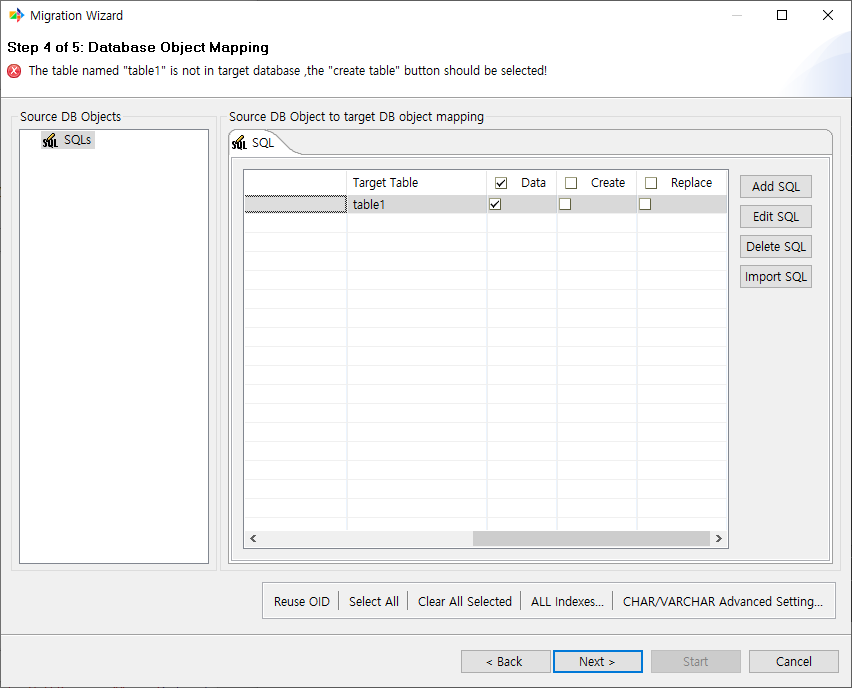 Migration Wizard
Step 4 of 5: Database Object Mapping
The table named "table1" is not in target database ,the "create table" button should be selected!
Source DB Objects
SQLs
Source DB Object to target DB object mapping
SQL
Target Table Data Create Replace
table1
Add SQL
Edit SQL
Delete SQL
Import SQL
Reuse OID Select All Clear All Selected ALL Indexes... CHAR/VARCHAR Advanced Setting...
< Back Next > Start Cancel